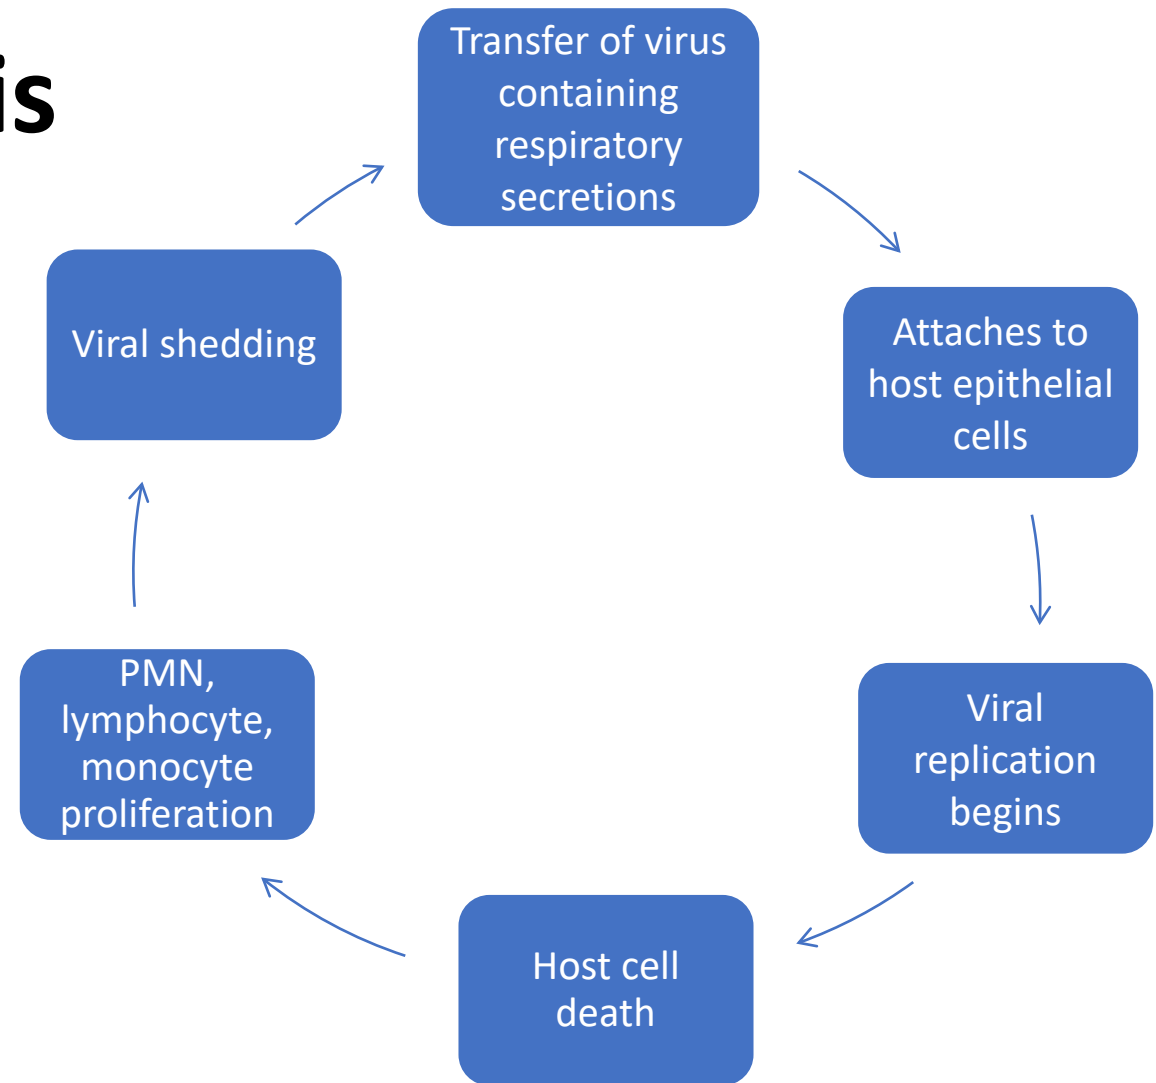 is
Transfer of virus
containing
respiratory
secretions
Attaches to
host epithelial
cells
Viral
replication
begins
Host cell
death
PMN,
lymphocyte,
monocyte
proliferation
Viral shedding